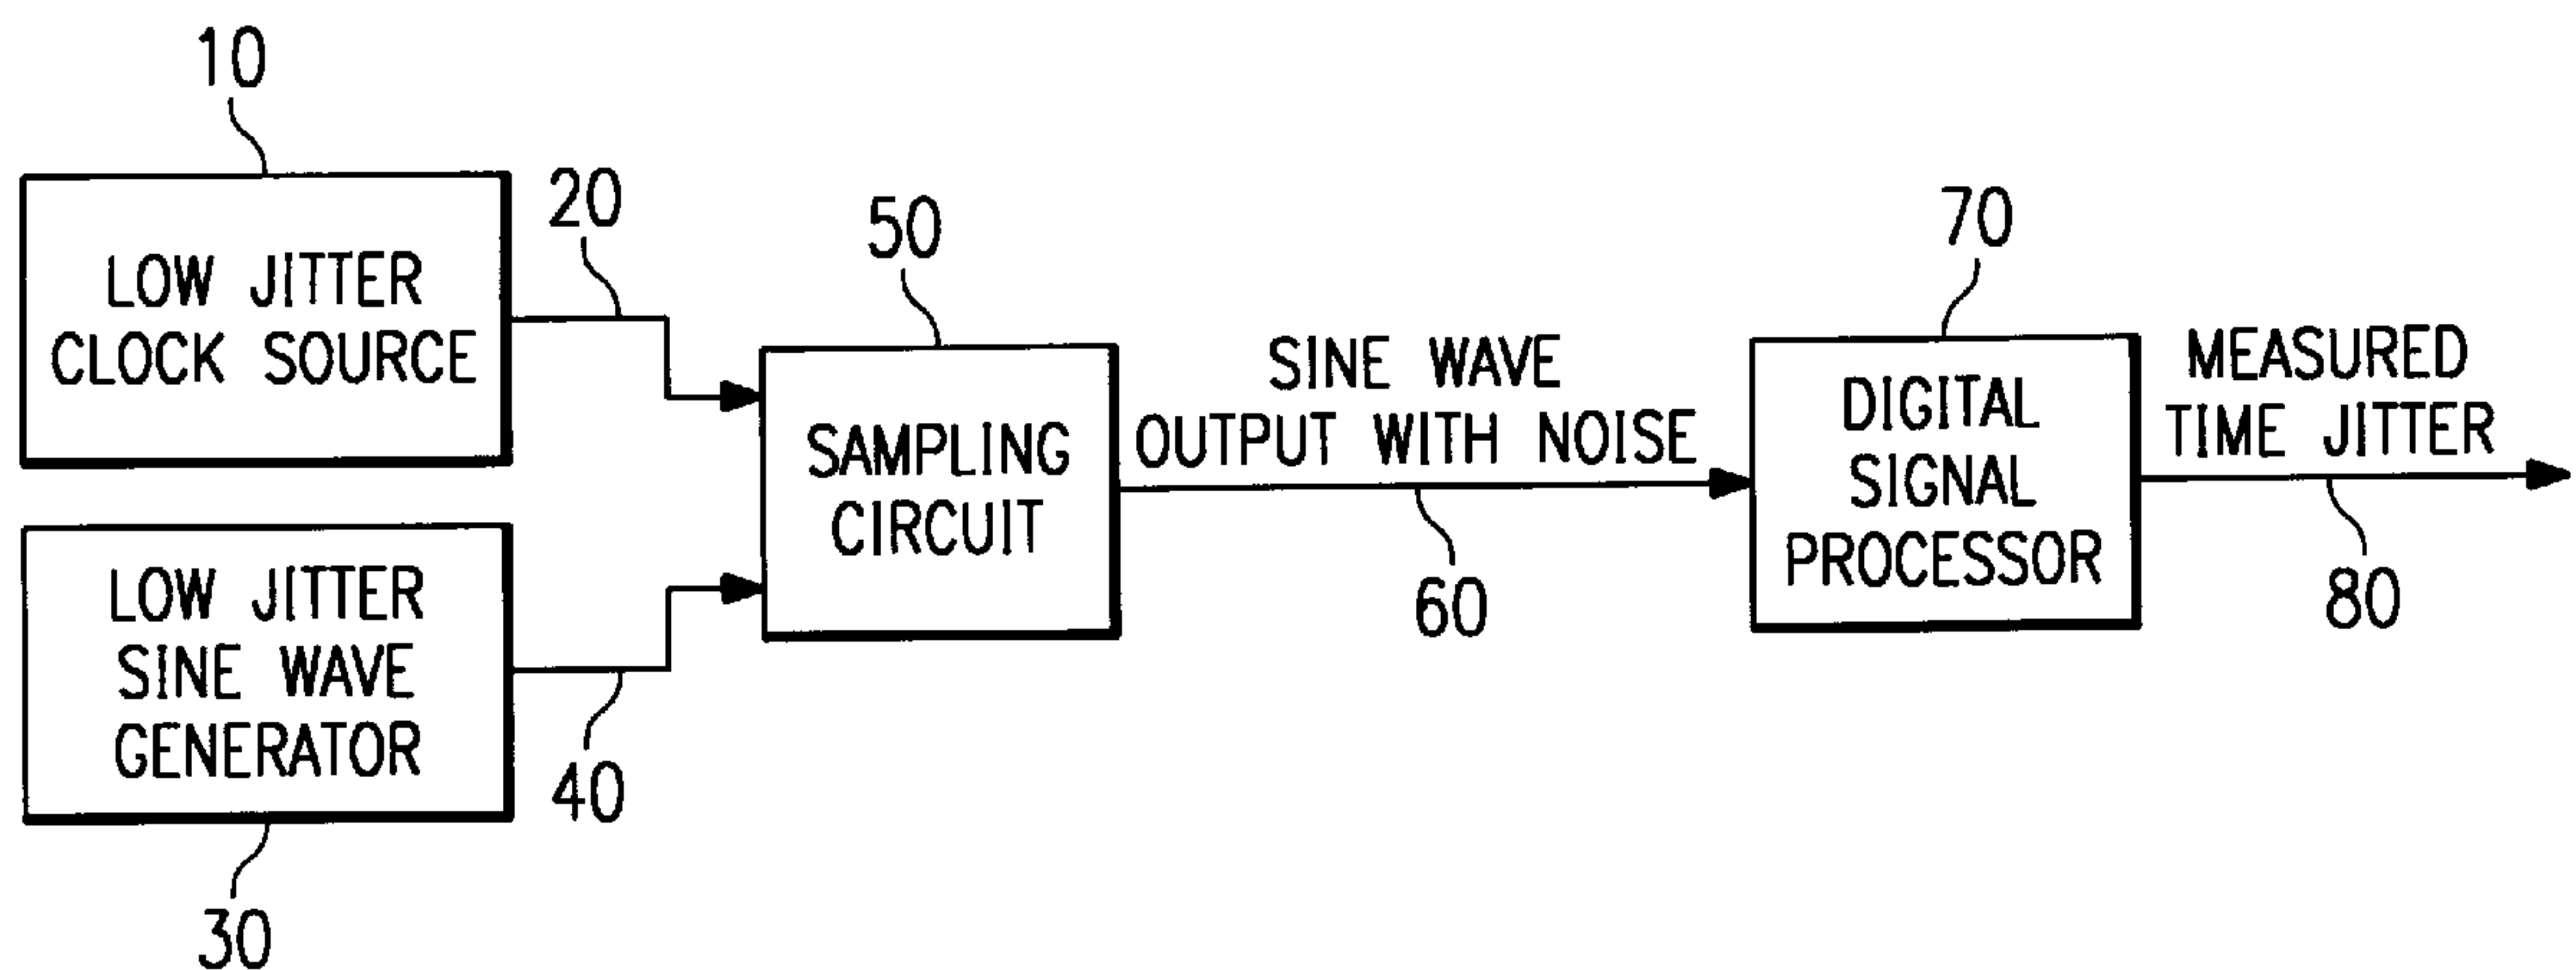 10
LOW JITTER
CLOCK SOURCE
20
50
SAMPLING
CIRCUIT
LOW JITTER
SINE WAVE
GENERATOR
30
40
SINE WAVE
OUTPUT WITH NOISE
60
70
DIGITAL
SIGNAL
PROCESSOR
MEASURED
TIME JITTER
80